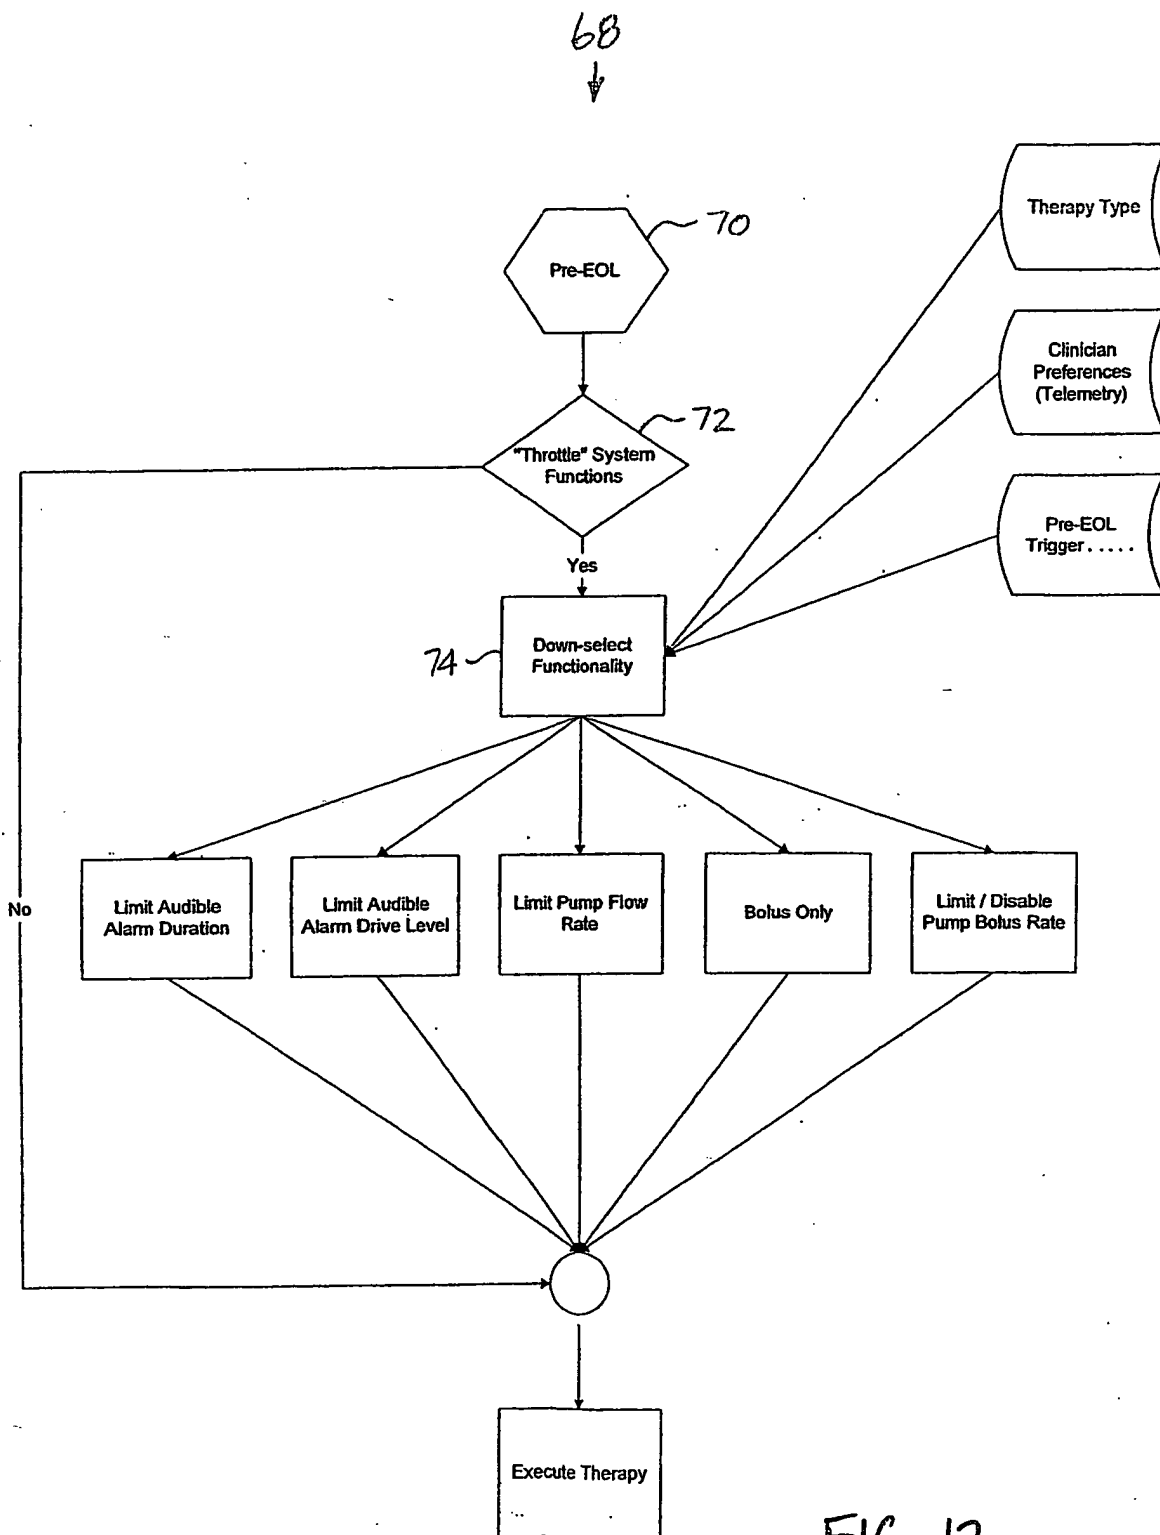 68
70
Pre-EOL
Therapy Type
Clinician
Preferences
(Telemetry)
72
"Throttle" System
Functions
Pre-EOL
Trigger.....
Yes
74
Down-select
Functionality
No
Limit Audible
Alarm Duration
Limit Audible
Alarm Drive Level
Limit Pump Flow
Rate
Bolus Only
Limit / Disable
Pump Bolus Rate
Execute Therapy
FIG.